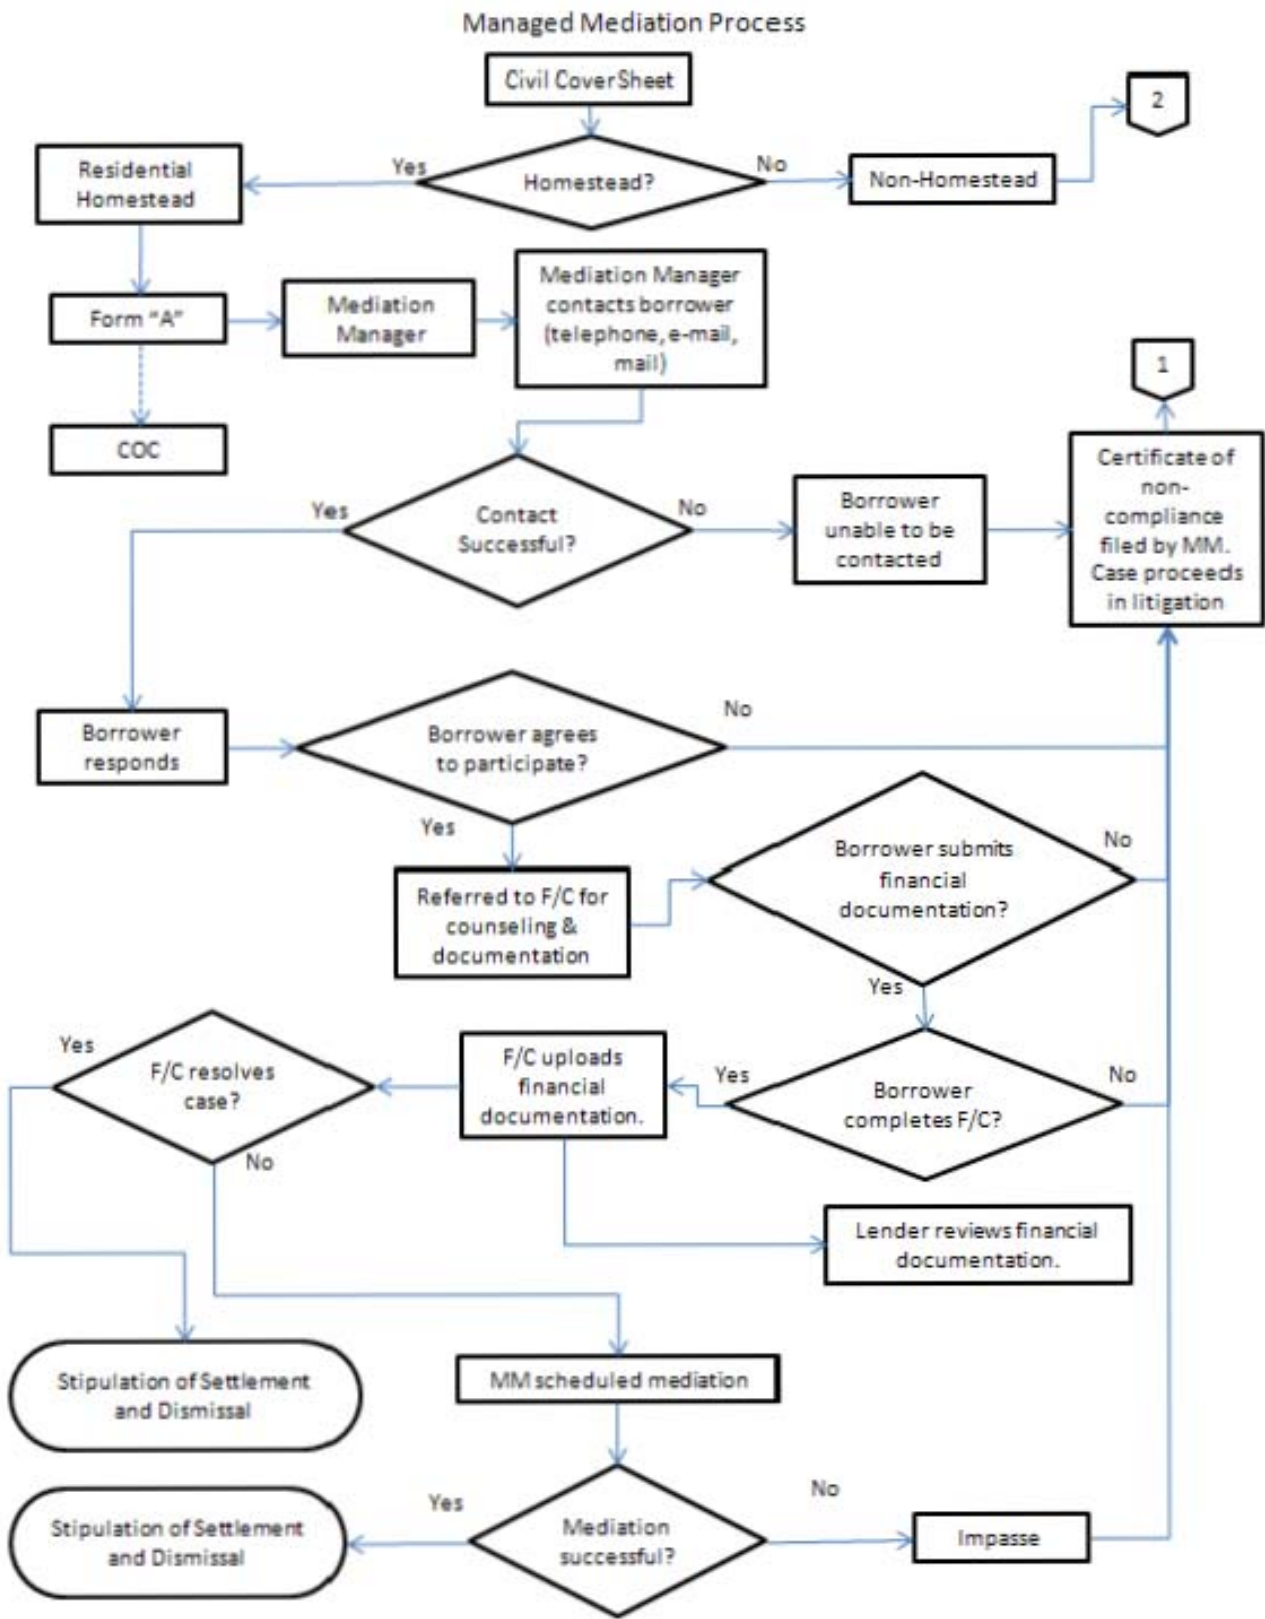 Managed Mediation Process
Civil Cover Sheet
2
Residential
Homestead
Yes
Homestead?
No
Non-Homestead
Form "A"
Mediation
Manager
Mediation Manager
contacts borrower
(telephone, e-mail,
mail)
1
COC
Yes
Contact
Successful?
No
Borrower
unable to be
contacted
Certificate of
non-
compliance
filed by MM.
Case proceeds
in litigation
Borrower
responds
Borrower agrees
to participate?
No
Yes
Referred to F/C for
counseling &
documentation
Borrower submits
financial
documentation?
No
Yes
Yes
F/C resolves
case?
No
F/C uploads
financial
documentation.
Yes
Borrower
completes F/C?
No
Lender reviews financial
documentation.
Stipulation of Settlement
and Dismissal
MM scheduled mediation
Stipulation of Settlement
and Dismissal
Yes
Mediation
successful?
No
Impasse